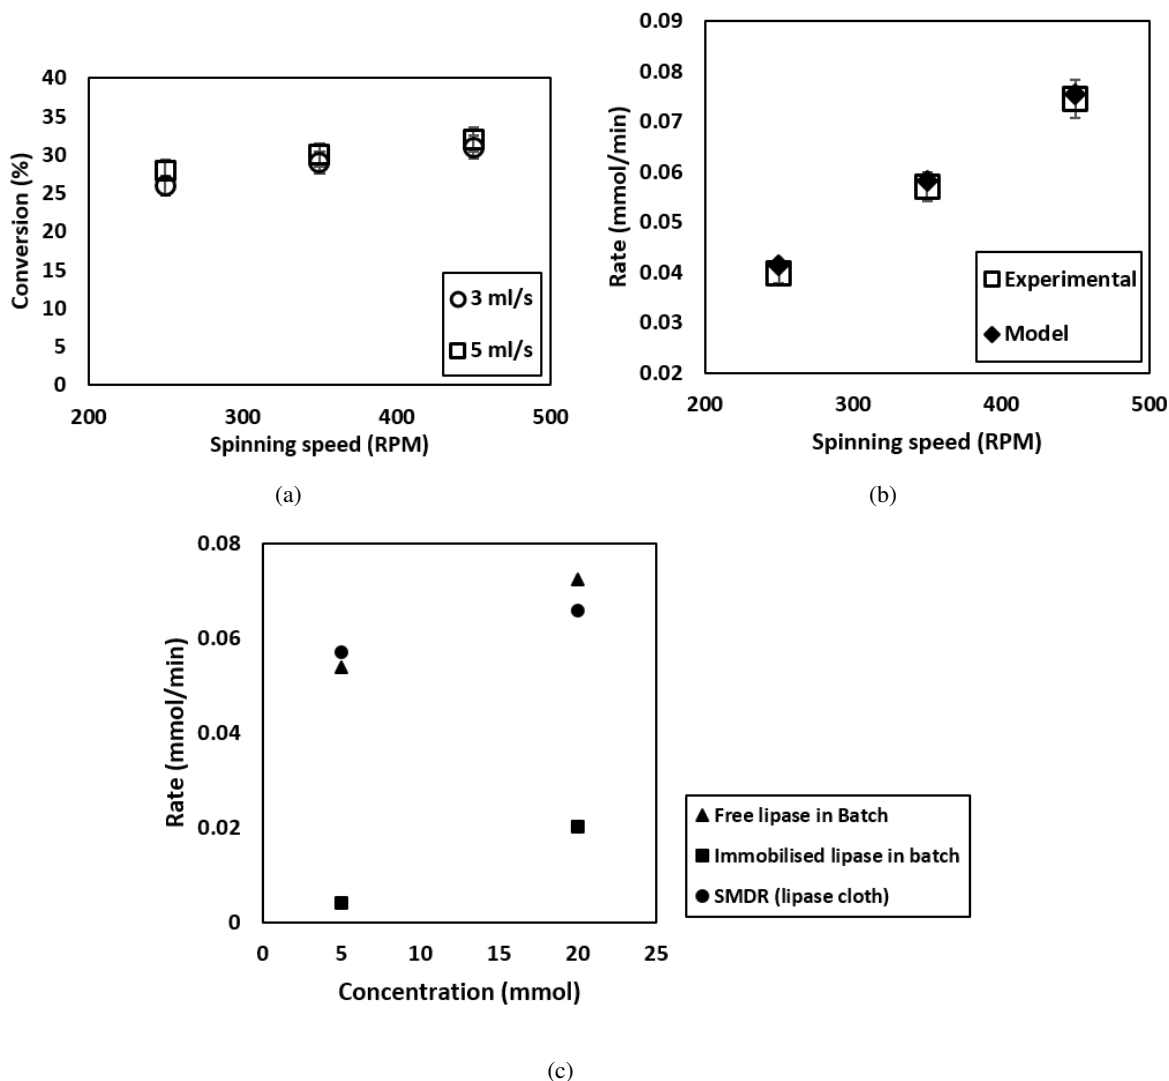 40
35
30
25
20
15
10
5
0
Conversion (%)
200 300 400 500
Spinning speed (RPM)
3 ml/s
5 ml/s
(a)
0.09
0.08
0.07
0.06
0.05
0.04
0.03
0.02
Rate (mmol/min)
200 300 400 500
Spinning speed (RPM)
Experimental
Model
(b)
0.08
0.06
0.04
0.02
0
Rate (mmol/min)
0 5 10 15 20 25
Concentration (mmol)
Free lipase in Batch
Immobilised lipase in batch
SMDR (lipase cloth)
(c)